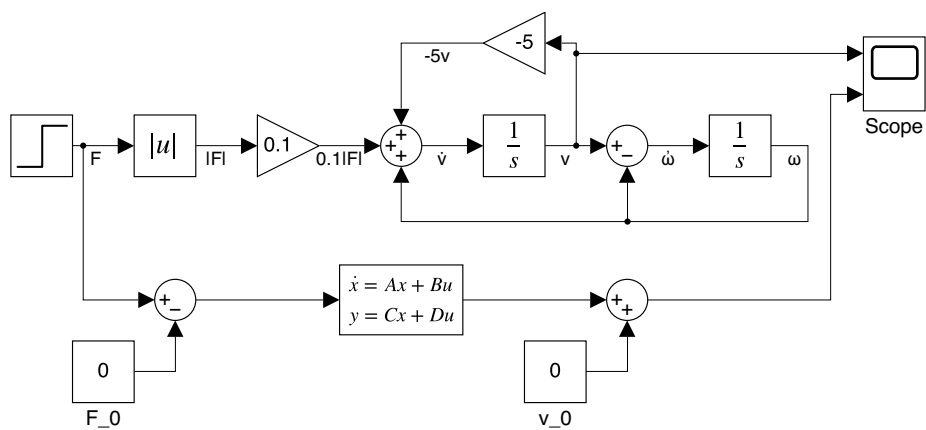 -5
-5v
Scope
F
|u|
|F|
0.1
0.1|F|
+
+
+
v̇
1
s
v
+
−
ω̇
1
s
ω
+
−
ẋ = Ax + Bu
y = Cx + Du
+
+
0
F_0
0
v_0